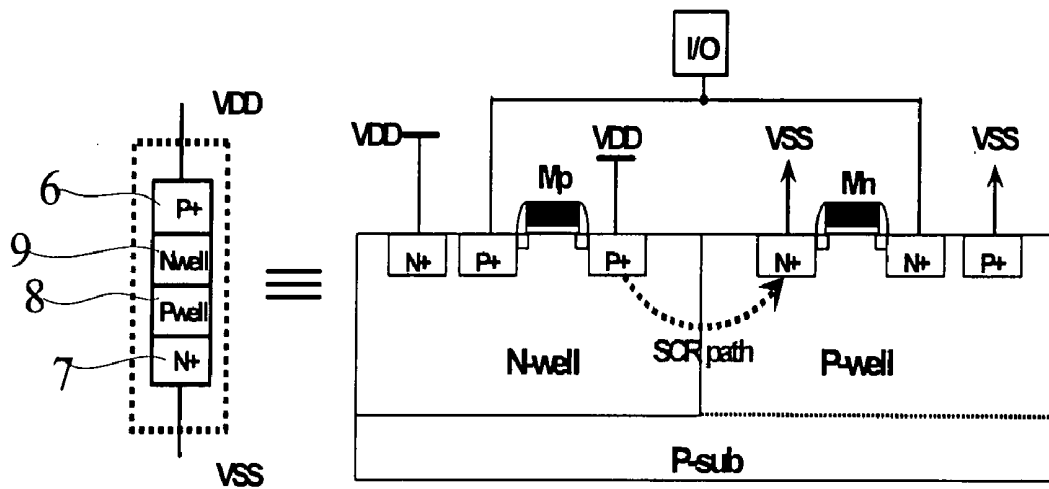 I/O
VDD
VDD
VDD
VSS
VSS
Mp
Mn
6
P+
9
Nwell
8
Pwell
7
N+
N+
P+
P+
N+
N+
P+
SCR path
N-well
P-well
P-sub
VSS